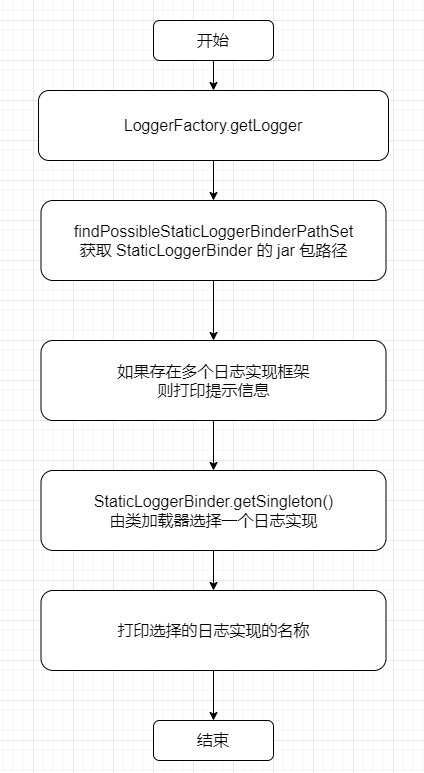 开始
LoggerFactory.getLogger
findPossibleStaticLoggerBinderPathSet
获取 StaticLoggerBinder 的 jar 包路径
如果存在多个日志实现框架
则打印提示信息
StaticLoggerBinder.getSingleton()
由类加载器选择一个日志实现
打印选择的日志实现的名称
结束